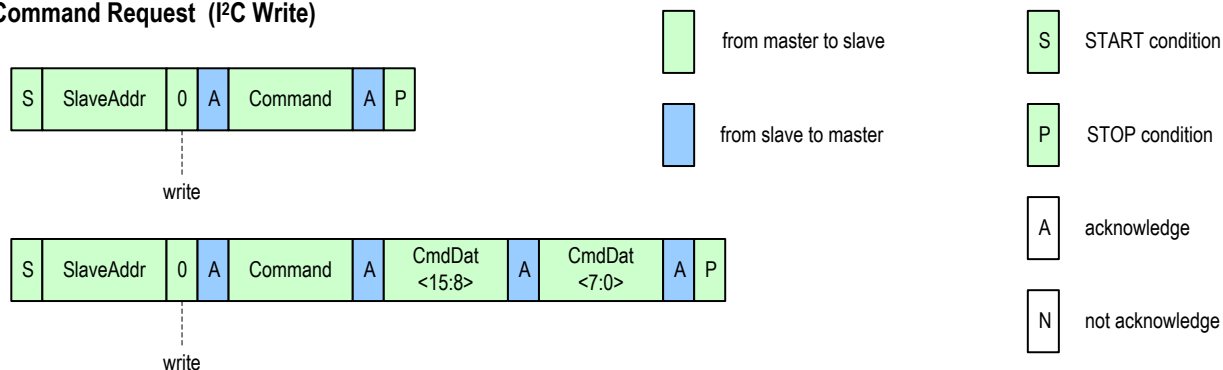 Command Request (I²C Write)
from master to slave
S START condition
S SlaveAddr 0 A Command A P
from slave to master
P STOP condition
write
A acknowledge
S SlaveAddr 0 A Command A CmdDat <15:8> A CmdDat <7:0> A P
N not acknowledge
write